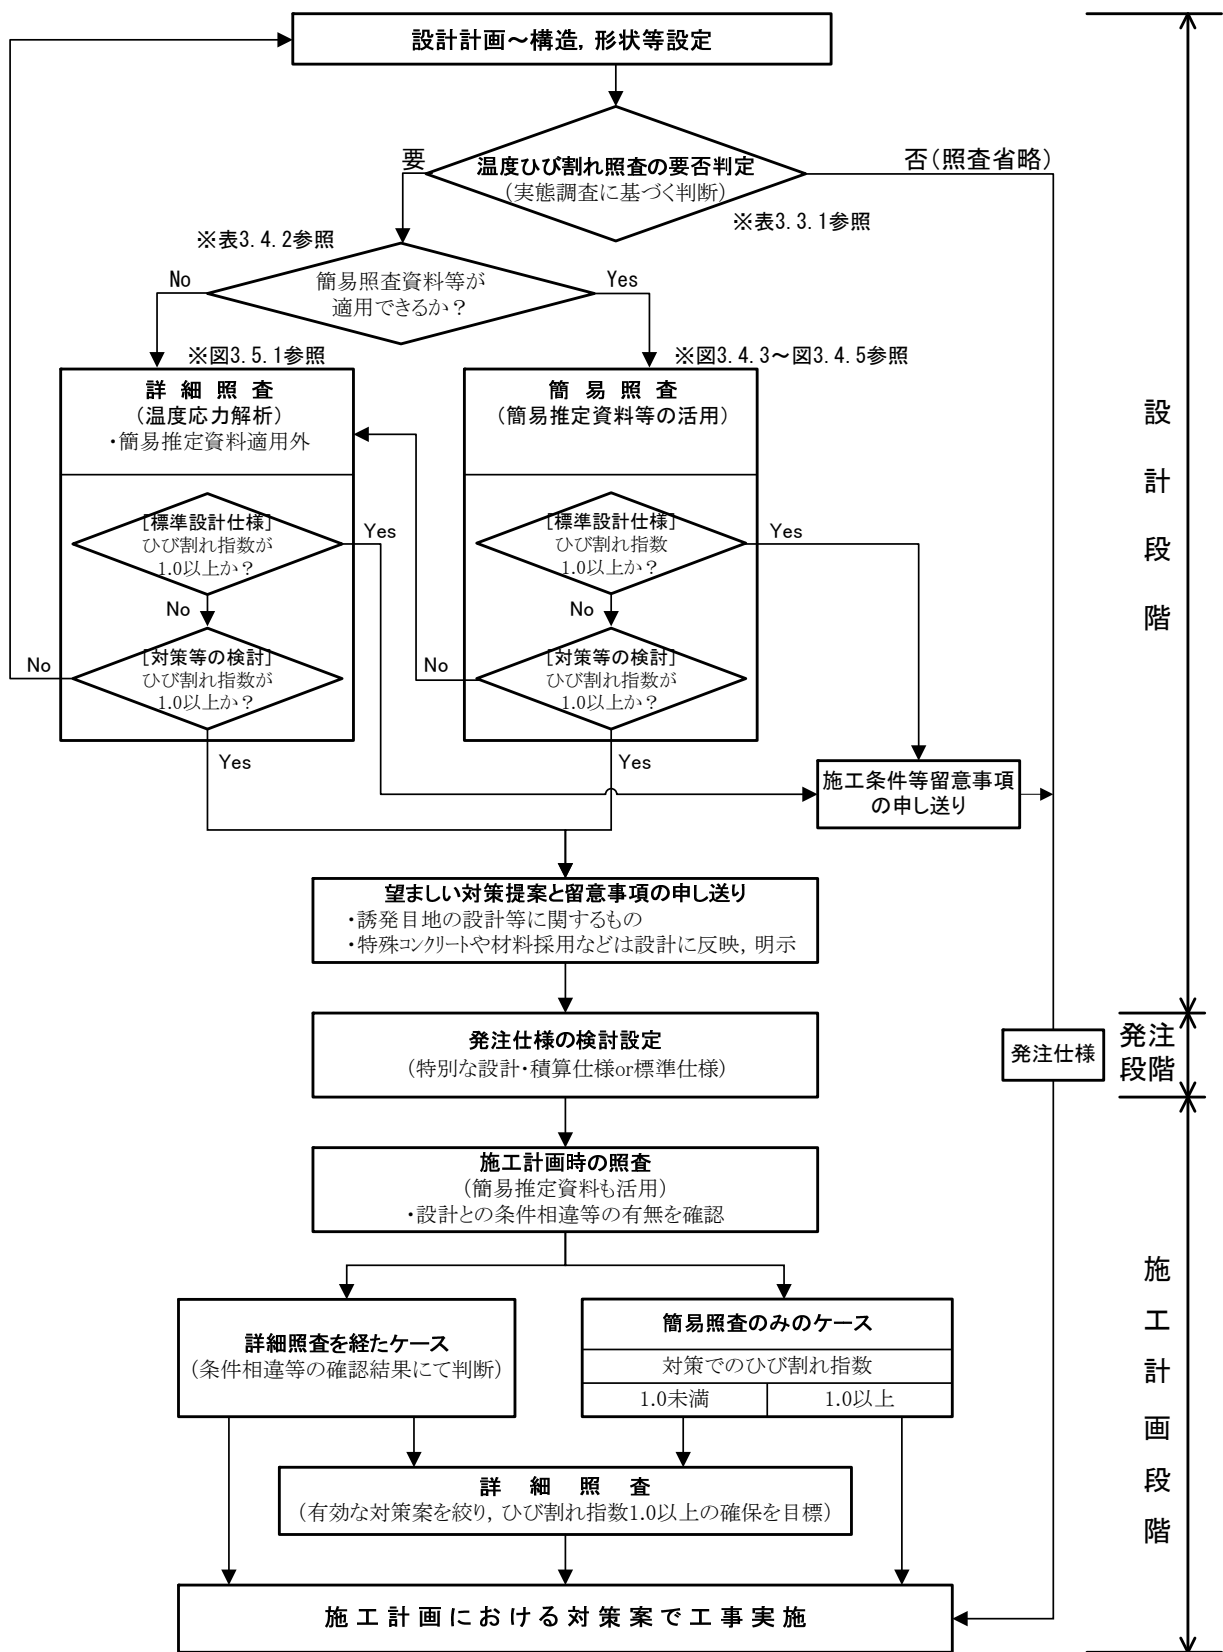 設計計画～構造，形状等設定
要
温度ひび割れ照査の要否判定
(実態調査に基づく判断)
否(照査省略)
※表3.3.1参照
※表3.4.2参照
No
簡易照査資料等が
適用できるか？
Yes
※図3.5.1参照
※図3.4.3～図3.4.5参照
詳 細 照 査
(温度応力解析)
・簡易推定資料適用外
簡 易 照 査
(簡易推定資料等の活用)
[標準設計仕様]
ひび割れ指数が
1.0以上か？
Yes
No
[対策等の検討]
ひび割れ指数が
1.0以上か？
No
Yes
[標準設計仕様]
ひび割れ指数
1.0以上か？
Yes
No
[対策等の検討]
ひび割れ指数が
1.0以上か？
No
Yes
施工条件等留意事項
の申し送り
望ましい対策提案と留意事項の申し送り
・誘発目地の設計等に関するもの
・特殊コンクリートや材料採用などは設計に反映，明示
発注仕様の検討設定
(特別な設計・積算仕様or標準仕様)
発注仕様
施工計画時の照査
(簡易推定資料も活用)
・設計との条件相違等の有無を確認
詳細照査を経たケース
(条件相違等の確認結果にて判断)
簡易照査のみのケース
対策でのひび割れ指数
1.0未満
1.0以上
詳 細 照 査
(有効な対策案を絞り，ひび割れ指数1.0以上の確保を目標)
施工計画における対策案で工事実施
設計段階
発注
段階
施工計画段階